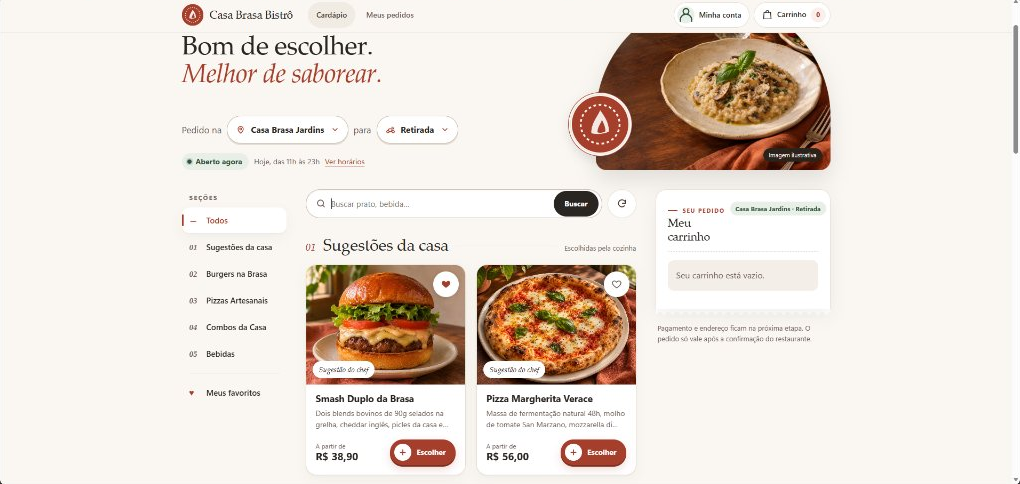 Casa Brasa Bistrô
Cardápio
Meus pedidos
Minha conta
Carrinho
0
Bom de escolher.
Melhor de saborear.
Pedido na
Casa Brasa Jardins
para
Retirada
Aberto agora
Hoje, das 11h às 23h
Ver horários
Imagem ilustrativa
SEÇÕES
— Todos
01 Sugestões da casa
02 Burgers na Brasa
03 Pizzas Artesanais
04 Combos da Casa
05 Bebidas
Meus favoritos
Buscar prato, bebida...
Buscar
01 Sugestões da casa
Escolhidas pela cozinha
Sugestão do chef
Smash Duplo da Brasa
Dois blends bovinos de 90g selados na
grelha, cheddar inglês, picles da casa e...
A partir de
R$ 38,90
+ Escolher
Sugestão do chef
Pizza Margherita Verace
Massa de fermentação natural 48h, molho
de tomate San Marzano, mozzarella di...
A partir de
R$ 56,00
+ Escolher
— SEU PEDIDO
Casa Brasa Jardins · Retirada
Meu
carrinho
Seu carrinho está vazio.
Pagamento e endereço ficam na próxima etapa. O
pedido só vale após a confirmação do restaurante.